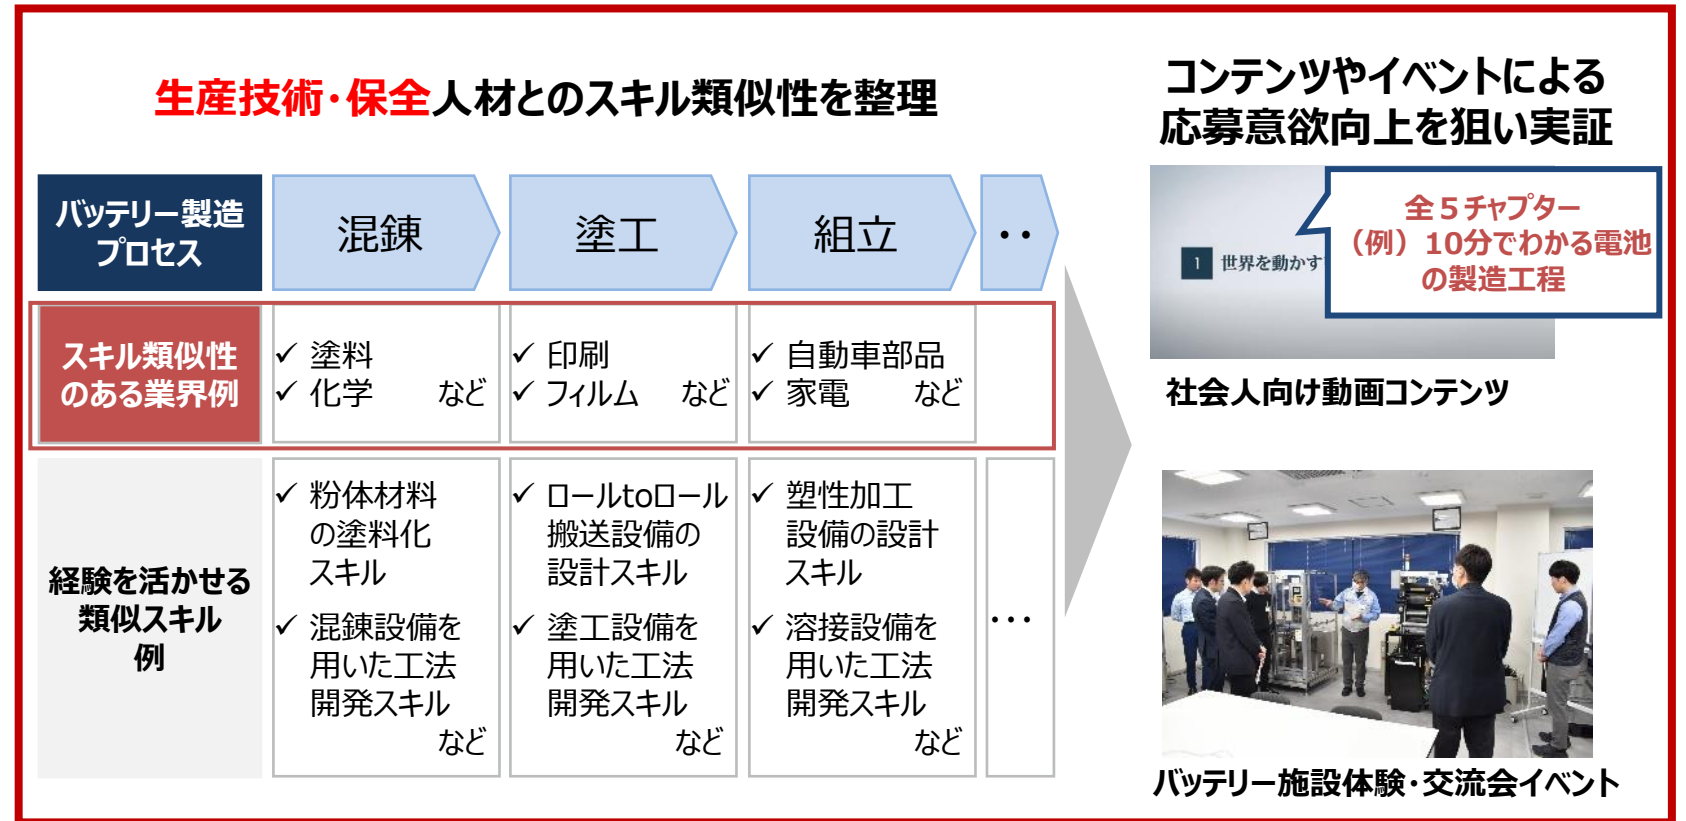 生産技術・保全人材とのスキル類似性を整理
コンテンツやイベントによる
応募意欲向上を狙い実証
バッテリー製造
プロセス
混錬
塗工
組立
・・
スキル類似性
のある業界例
✓ 塗料
✓ 化学 など
✓ 印刷
✓ フィルム など
✓ 自動車部品
✓ 家電 など
経験を活かせる
類似スキル
例
✓ 粉体材料
の塗料化
スキル
✓ 混錬設備を
用いた工法
開発スキル
など
✓ ロールtoロール
搬送設備の
設計スキル
✓ 塗工設備を
用いた工法
開発スキル
など
✓ 塑性加工
設備の設計
スキル
✓ 溶接設備を
用いた工法
開発スキル
など
・・・
全５チャプター
（例）10分でわかる電池
の製造工程
1 世界を動かす
社会人向け動画コンテンツ
バッテリー施設体験・交流会イベント